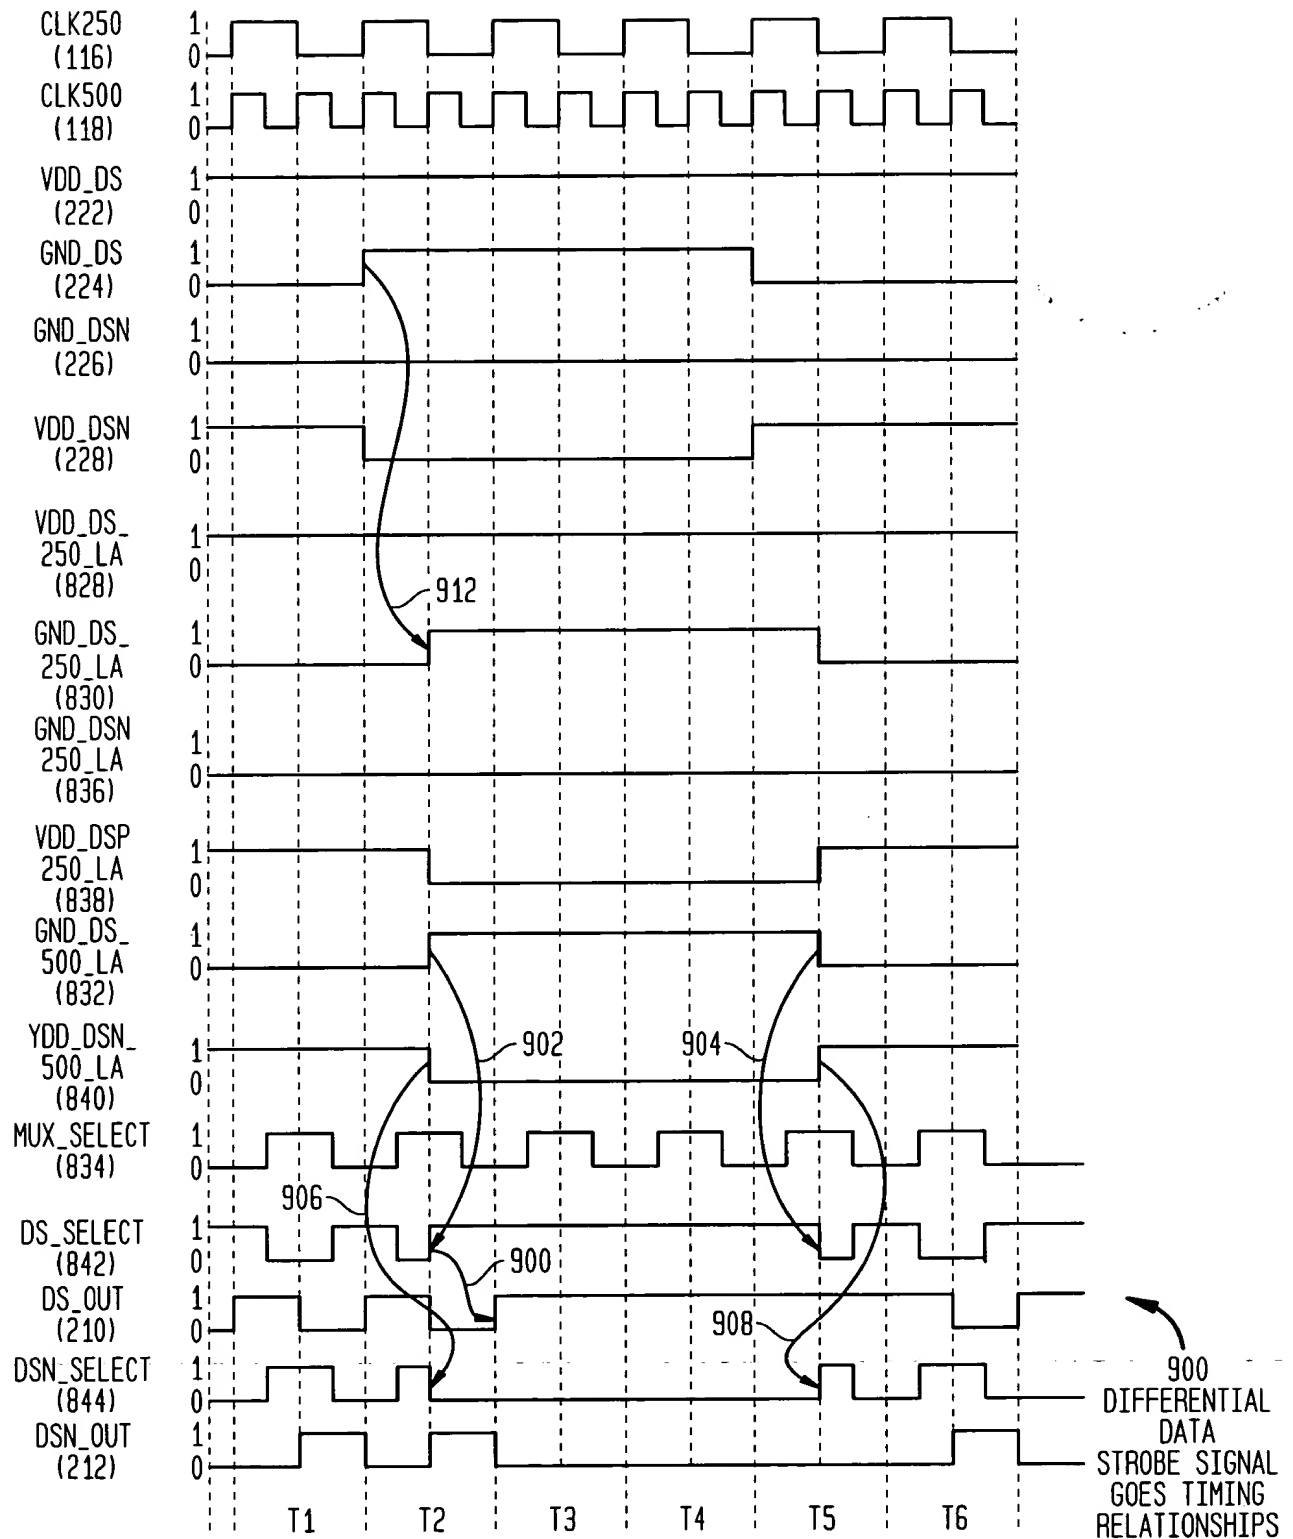 CLK250
(116)
1
0
CLK500
(118)
1
0
VDD_DS
(222)
1
0
GND_DS
(224)
1
0
GND_DSN
(226)
1
0
VDD_DSN
(228)
1
0
VDD_DS_
250_LA
(828)
1
0
912
GND_DS_
250_LA
(830)
1
0
GND_DSN
250_LA
(836)
1
0
VDD_DSP
250_LA
(838)
1
0
GND_DS_
500_LA
(832)
1
0
902
904
YDD_DSN_
500_LA
(840)
1
0
MUX_SELECT
(834)
1
0
906
DS_SELECT
(842)
1
0
900
DS_OUT
(210)
1
0
908
DSN_SELECT
(844)
1
0
DSN_OUT
(212)
1
0
T1 T2 T3 T4 T5 T6
900
DIFFERENTIAL
DATA
STROBE SIGNAL
GOES TIMING
RELATIONSHIPS